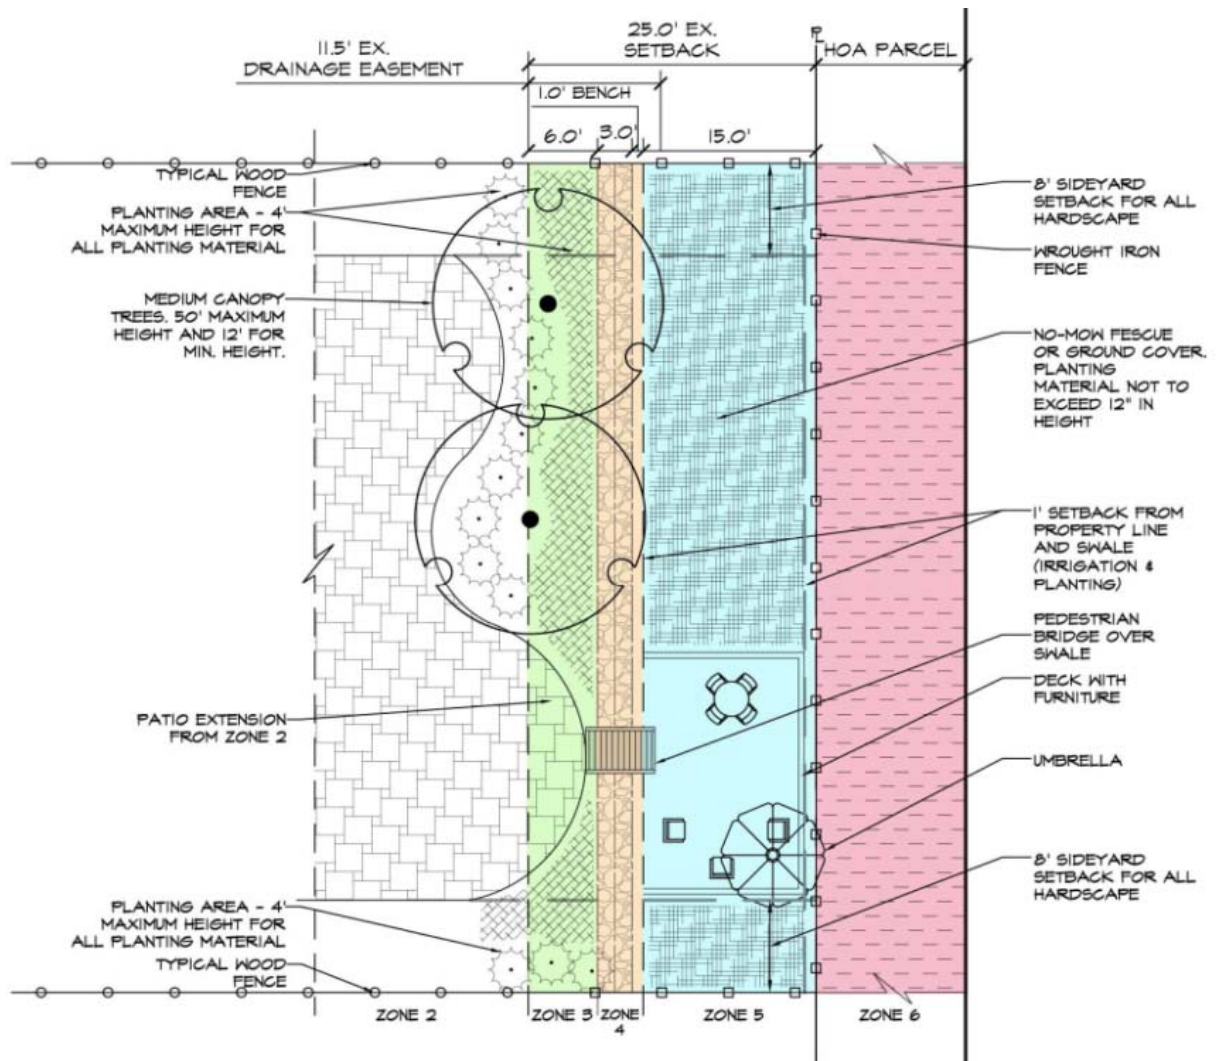 11.5' EX.
DRAINAGE EASEMENT
25.0' EX.
SETBACK
PL
HOA PARCEL
1.0' BENCH
6.0'
3.0'
15.0'
TYPICAL WOOD
FENCE
PLANTING AREA - 4'
MAXIMUM HEIGHT FOR
ALL PLANTING MATERIAL
MEDIUM CANOPY
TREES. 50' MAXIMUM
HEIGHT AND 12' FOR
MIN. HEIGHT.
PATIO EXTENSION
FROM ZONE 2
PLANTING AREA - 4'
MAXIMUM HEIGHT FOR
ALL PLANTING MATERIAL
TYPICAL WOOD
FENCE
8' SIDEYARD
SETBACK FOR ALL
HARDSCAPE
WROUGHT IRON
FENCE
NO-MOW FESCUE
OR GROUND COVER.
PLANTING
MATERIAL NOT TO
EXCEED 12" IN
HEIGHT
1' SETBACK FROM
PROPERTY LINE
AND SWALE
(IRRIGATION &
PLANTING)
PEDESTRIAN
BRIDGE OVER
SWALE
DECK WITH
FURNITURE
UMBRELLA
8' SIDEYARD
SETBACK FOR ALL
HARDSCAPE
ZONE 2
ZONE 3
ZONE
4
ZONE 5
ZONE 6